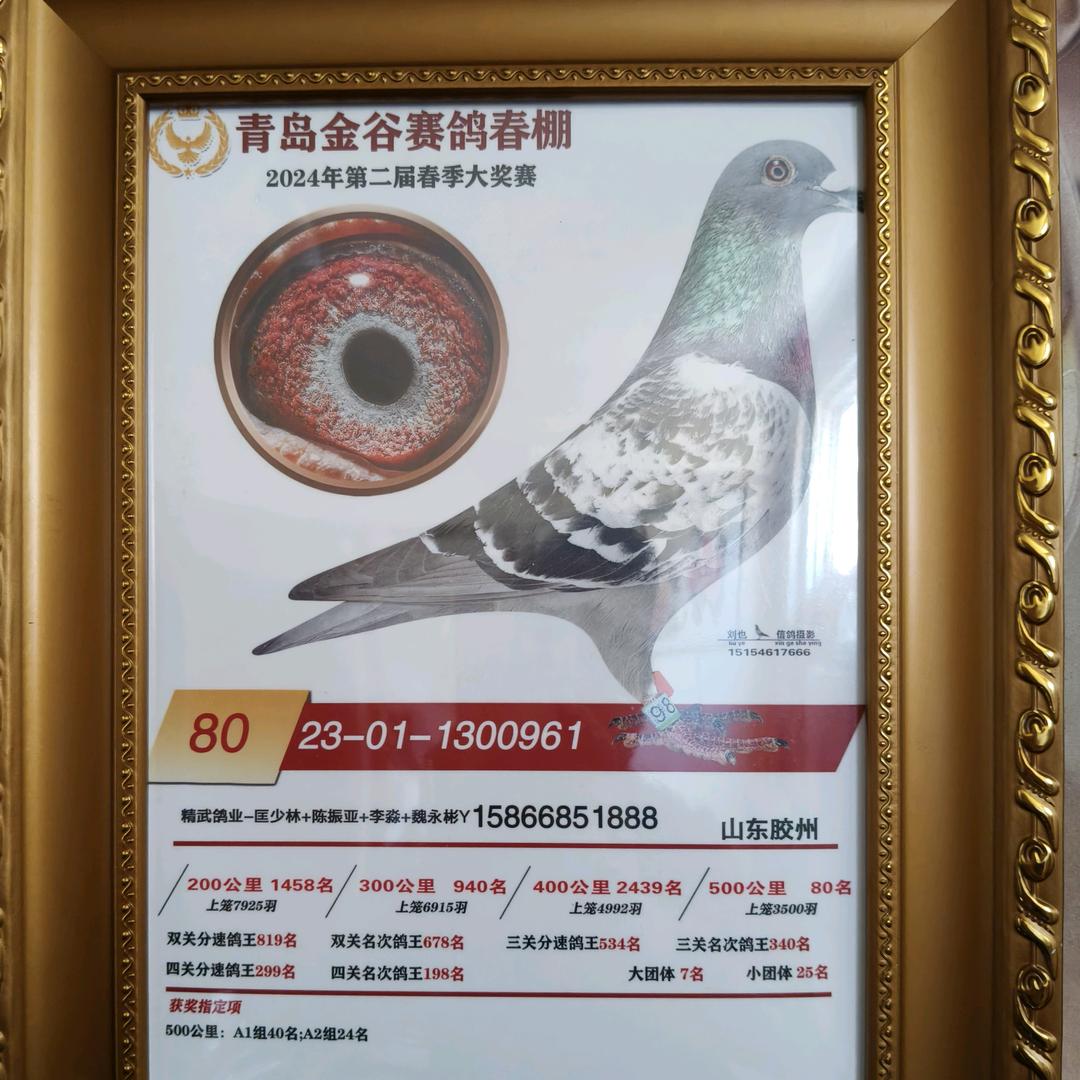 青岛金谷赛鸽春棚
2024年第二届春季大奖赛
刘也 信鸽摄影
liu ye xin ge she ying
15154617666
98
80 23-01-1300961
精武鸽业-匡少林+陈振亚+李淼+魏永彬Y 15866851888 山东胶州
200公里 1458名 300公里 940名 400公里 2439名 500公里 80名
上笼7925羽 上笼6915羽 上笼4992羽 上笼3500羽
双关分速鸽王819名 双关名次鸽王678名 三关分速鸽王534名 三关名次鸽王340名
四关分速鸽王299名 四关名次鸽王198名 大团体 7名 小团体 25名
获奖指定项
500公里：A1组40名;A2组24名